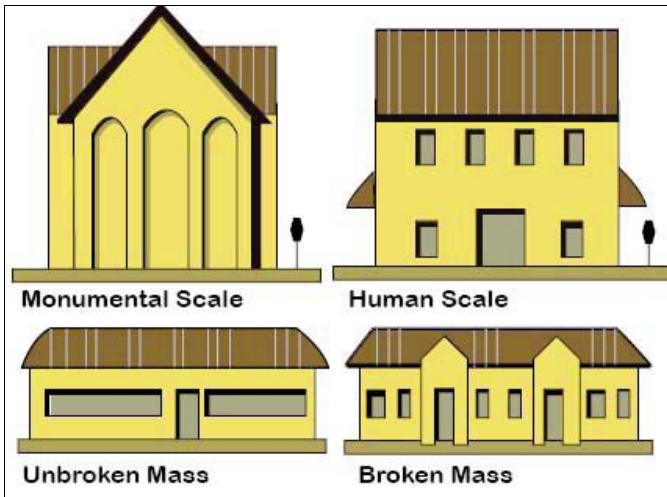 Monumental Scale
Human Scale
Unbroken Mass
Broken Mass